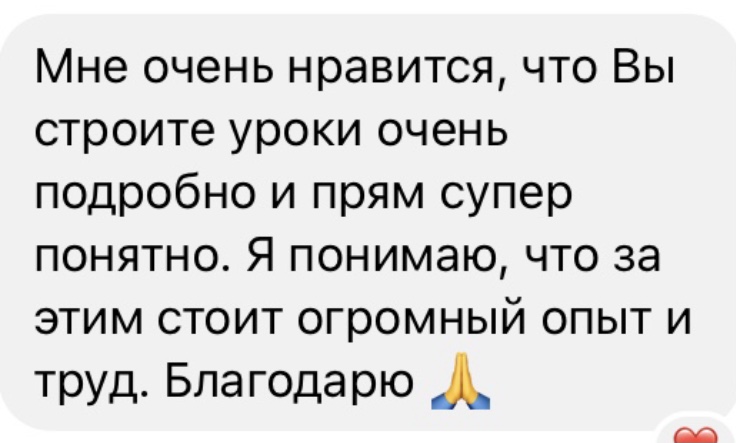 Мне очень нравится, что Вы
строите уроки очень
подробно и прям супер
понятно. Я понимаю, что за
этим стоит огромный опыт и
труд. Благодарю 🙏